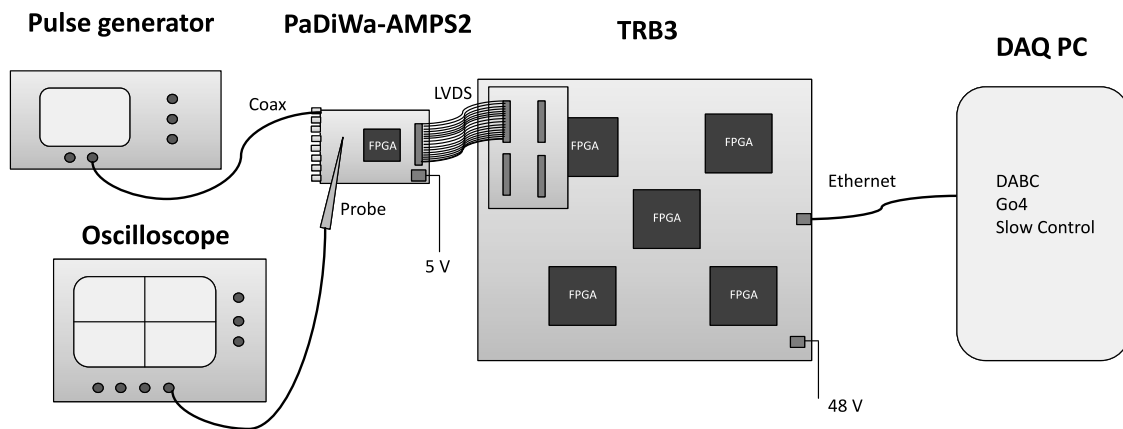 Pulse generator
PaDiWa-AMPS2
TRB3
DAQ PC
Coax
LVDS
FPGA
FPGA
FPGA
Ethernet
DABC
Go4
Slow Control
Probe
FPGA
Oscilloscope
5 V
FPGA
FPGA
48 V